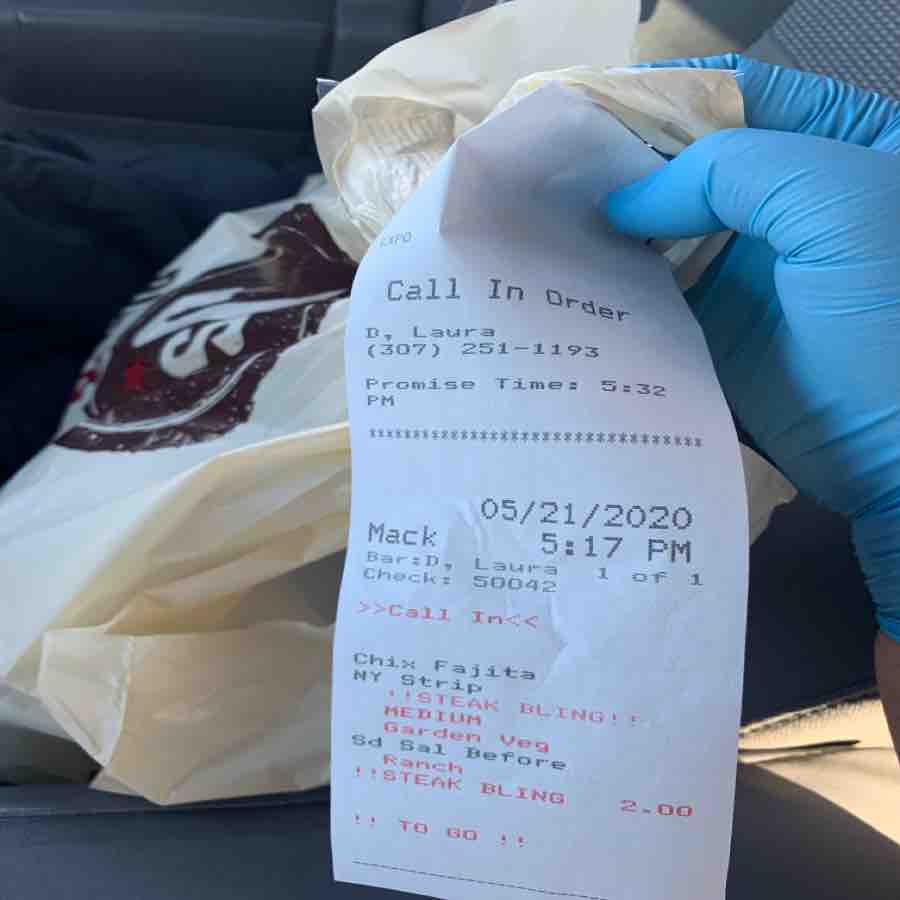 EXPO
Call In Order
D, Laura
(307) 251-1193
Promise Time: 5:32
PM
*********************************
05/21/2020
Mack 5:17 PM
Bar:D, Laura 1 of 1
Check: 50042
>>Call In<<
Chix Fajita
NY Strip
!!STEAK BLING!!
MEDIUM
Garden Veg
Sd Sal Before
Ranch
!!STEAK BLING 2.00
!! TO GO !!